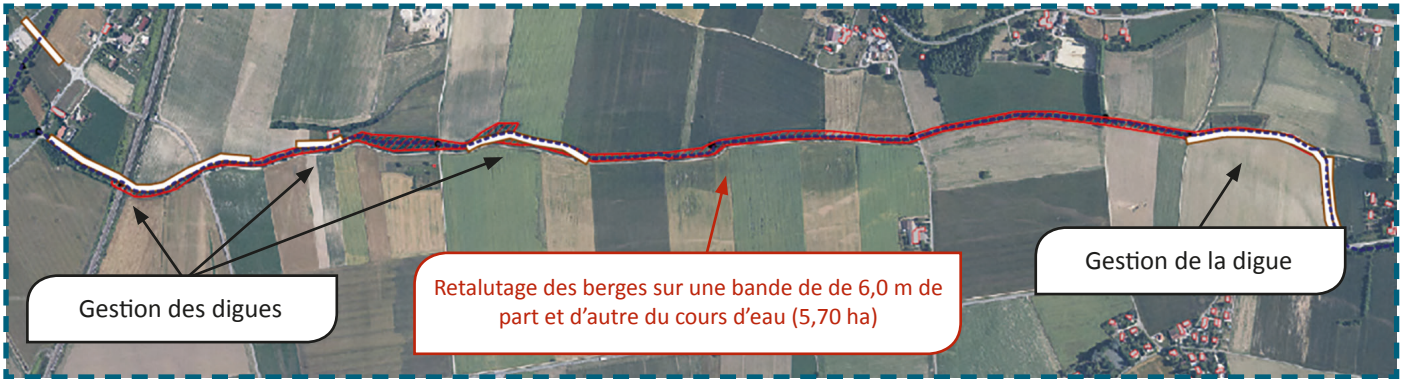 Gestion des digues
Retalutage des berges sur une bande de de 6,0 m de
part et d'autre du cours d'eau (5,70 ha)
Gestion de la digue